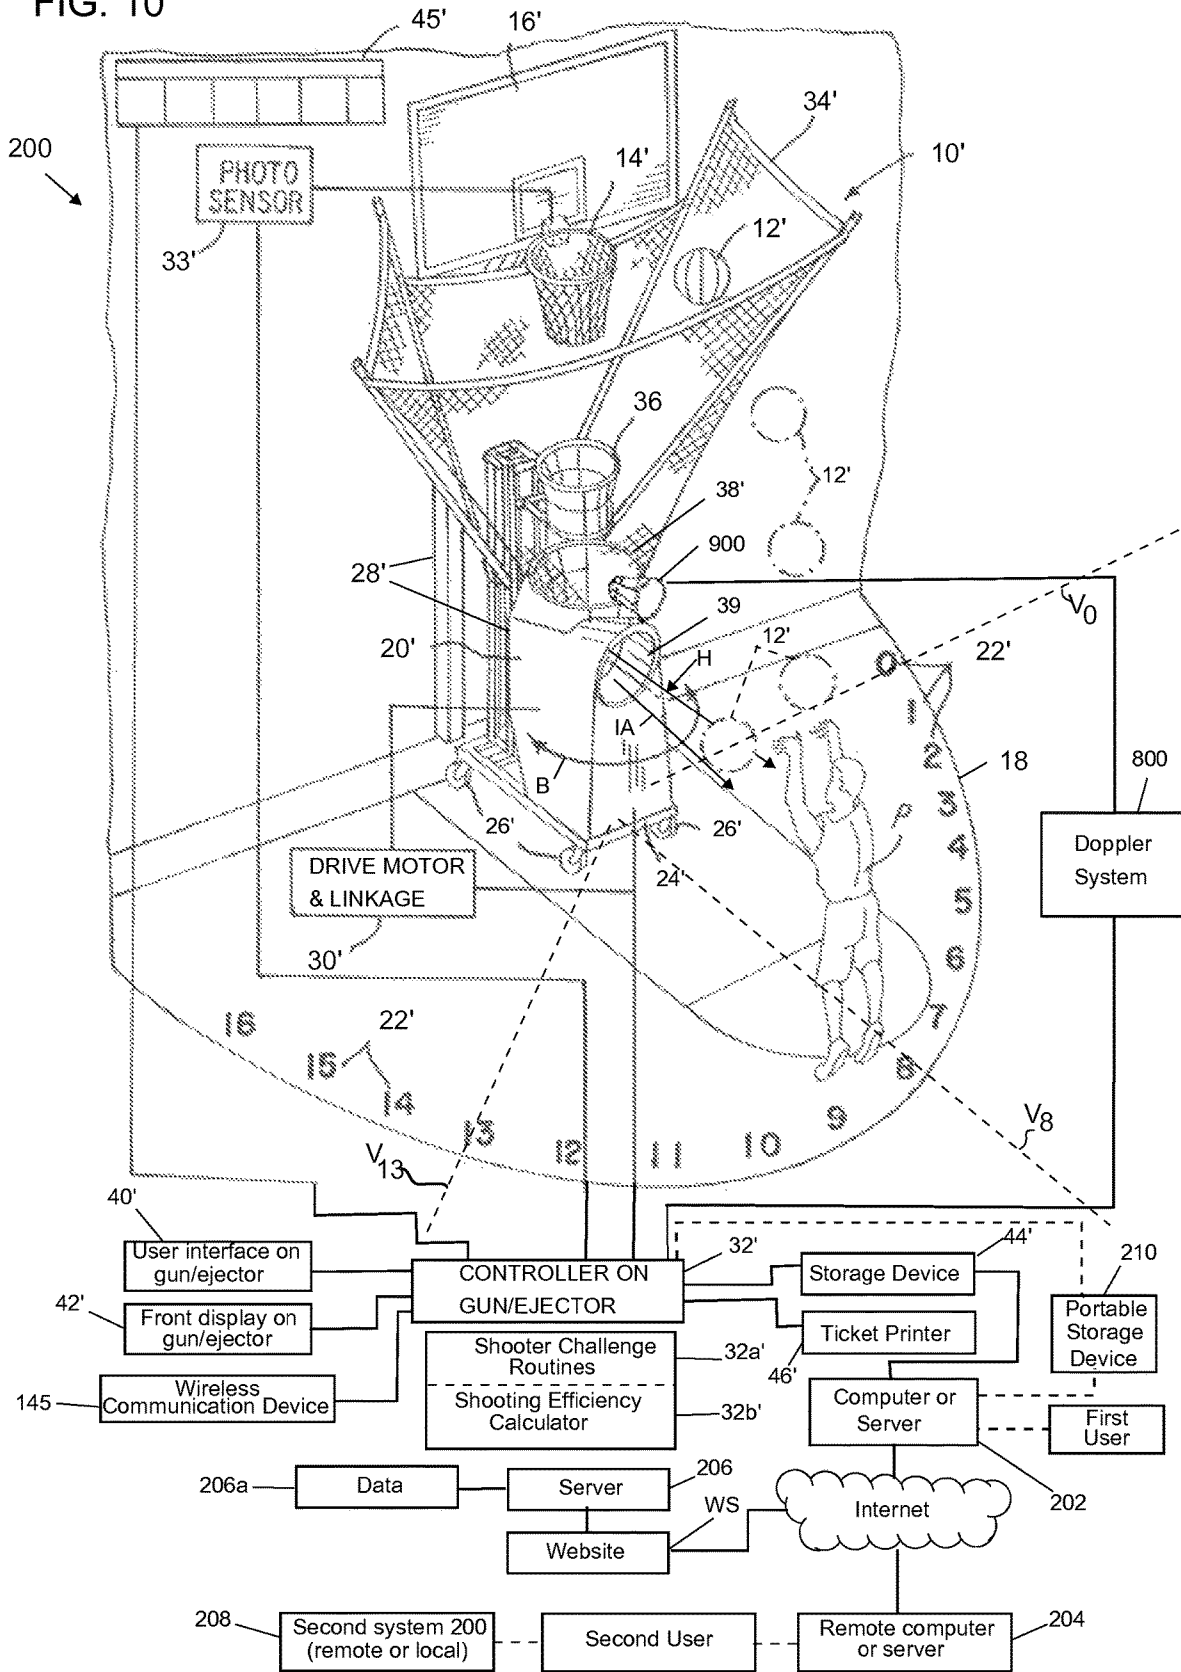 FIG. 10
45'
16'
34'
200
PHOTO
SENSOR
14'
10'
12'
33'
36
12'
38'
900
28'
39
V0
20'
12'
H
22'
0
IA
1
2
18
B
3
800
26'
26'
4
Doppler
System
DRIVE MOTOR
& LINKAGE
24'
5
6
30'
7
16
22'
15
8
14
9
V8
13
10
12
11
V13
40'
User interface on
gun/ejector
32'
44'
CONTROLLER ON
GUN/EJECTOR
Storage Device
210
42'
Front display on
gun/ejector
Portable
Storage
Device
Ticket Printer
Shooter Challenge
Routines
32a'
46'
145
Wireless
Communication Device
Shooting Efficiency
Calculator
32b'
Computer or
Server
First
User
206a
Data
Server
206
202
WS
Internet
Website
208
Second system 200
(remote or local)
Second User
Remote computer
or server
204